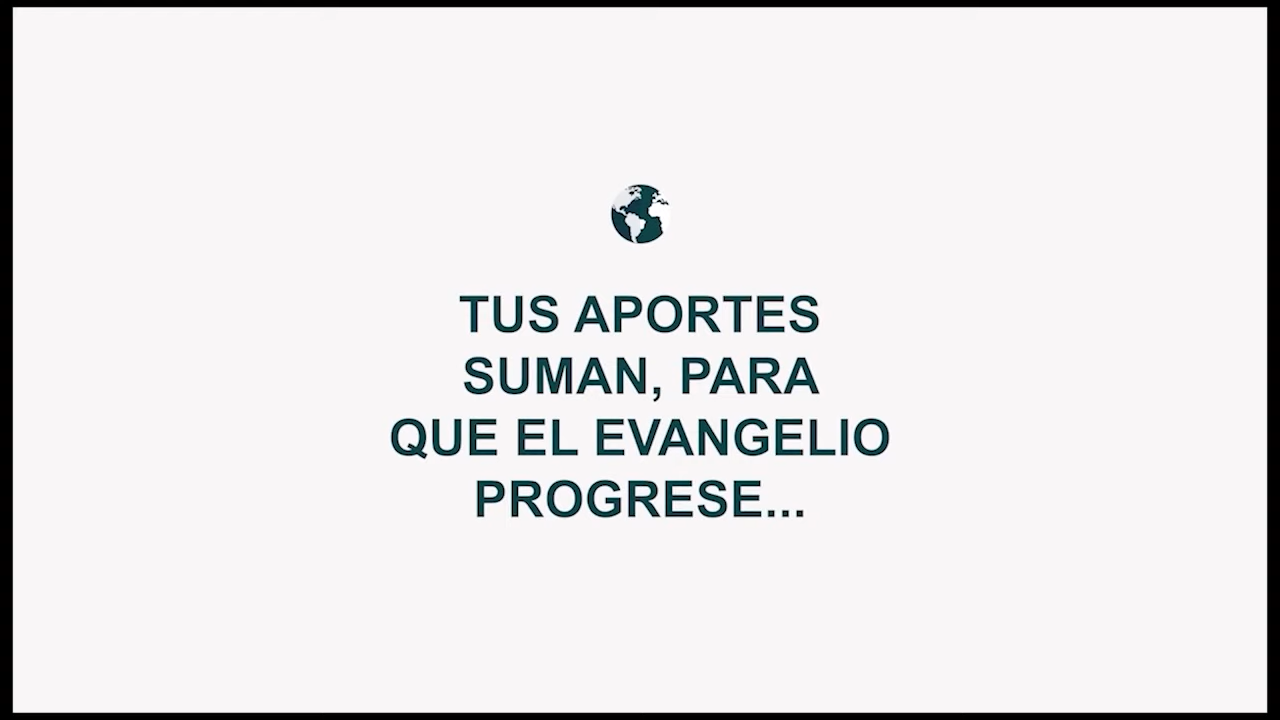 TUS APORTES
SUMAN, PARA
QUE EL EVANGELIO
PROGRESE...